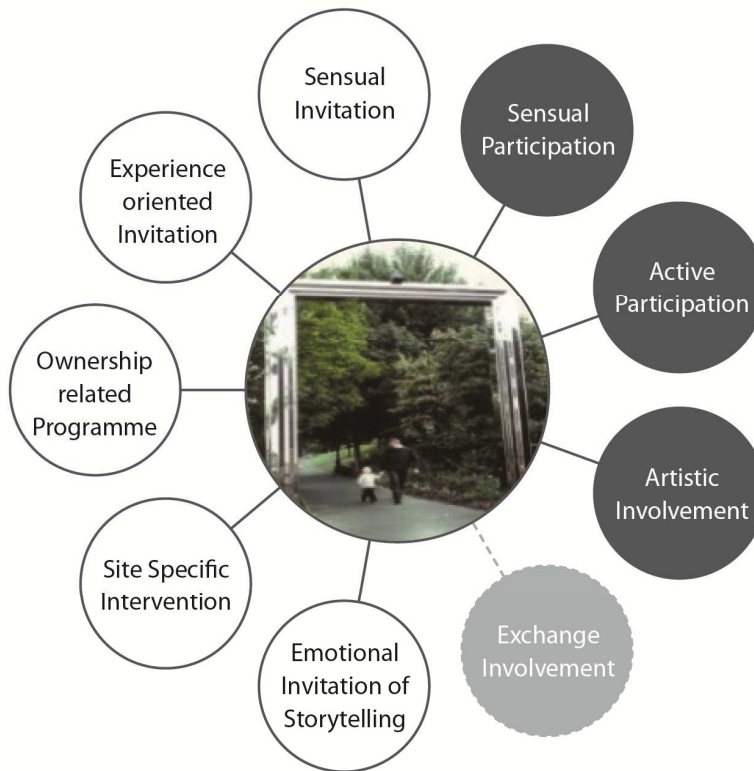 Sensual
Invitation
Sensual
Participation
Active
Participation
Artistic
Involvement
Exchange
Involvement
Emotional
Invitation of
Storytelling
Site Specific
Intervention
Ownership
related
Programme
Experience
oriented
Invitation